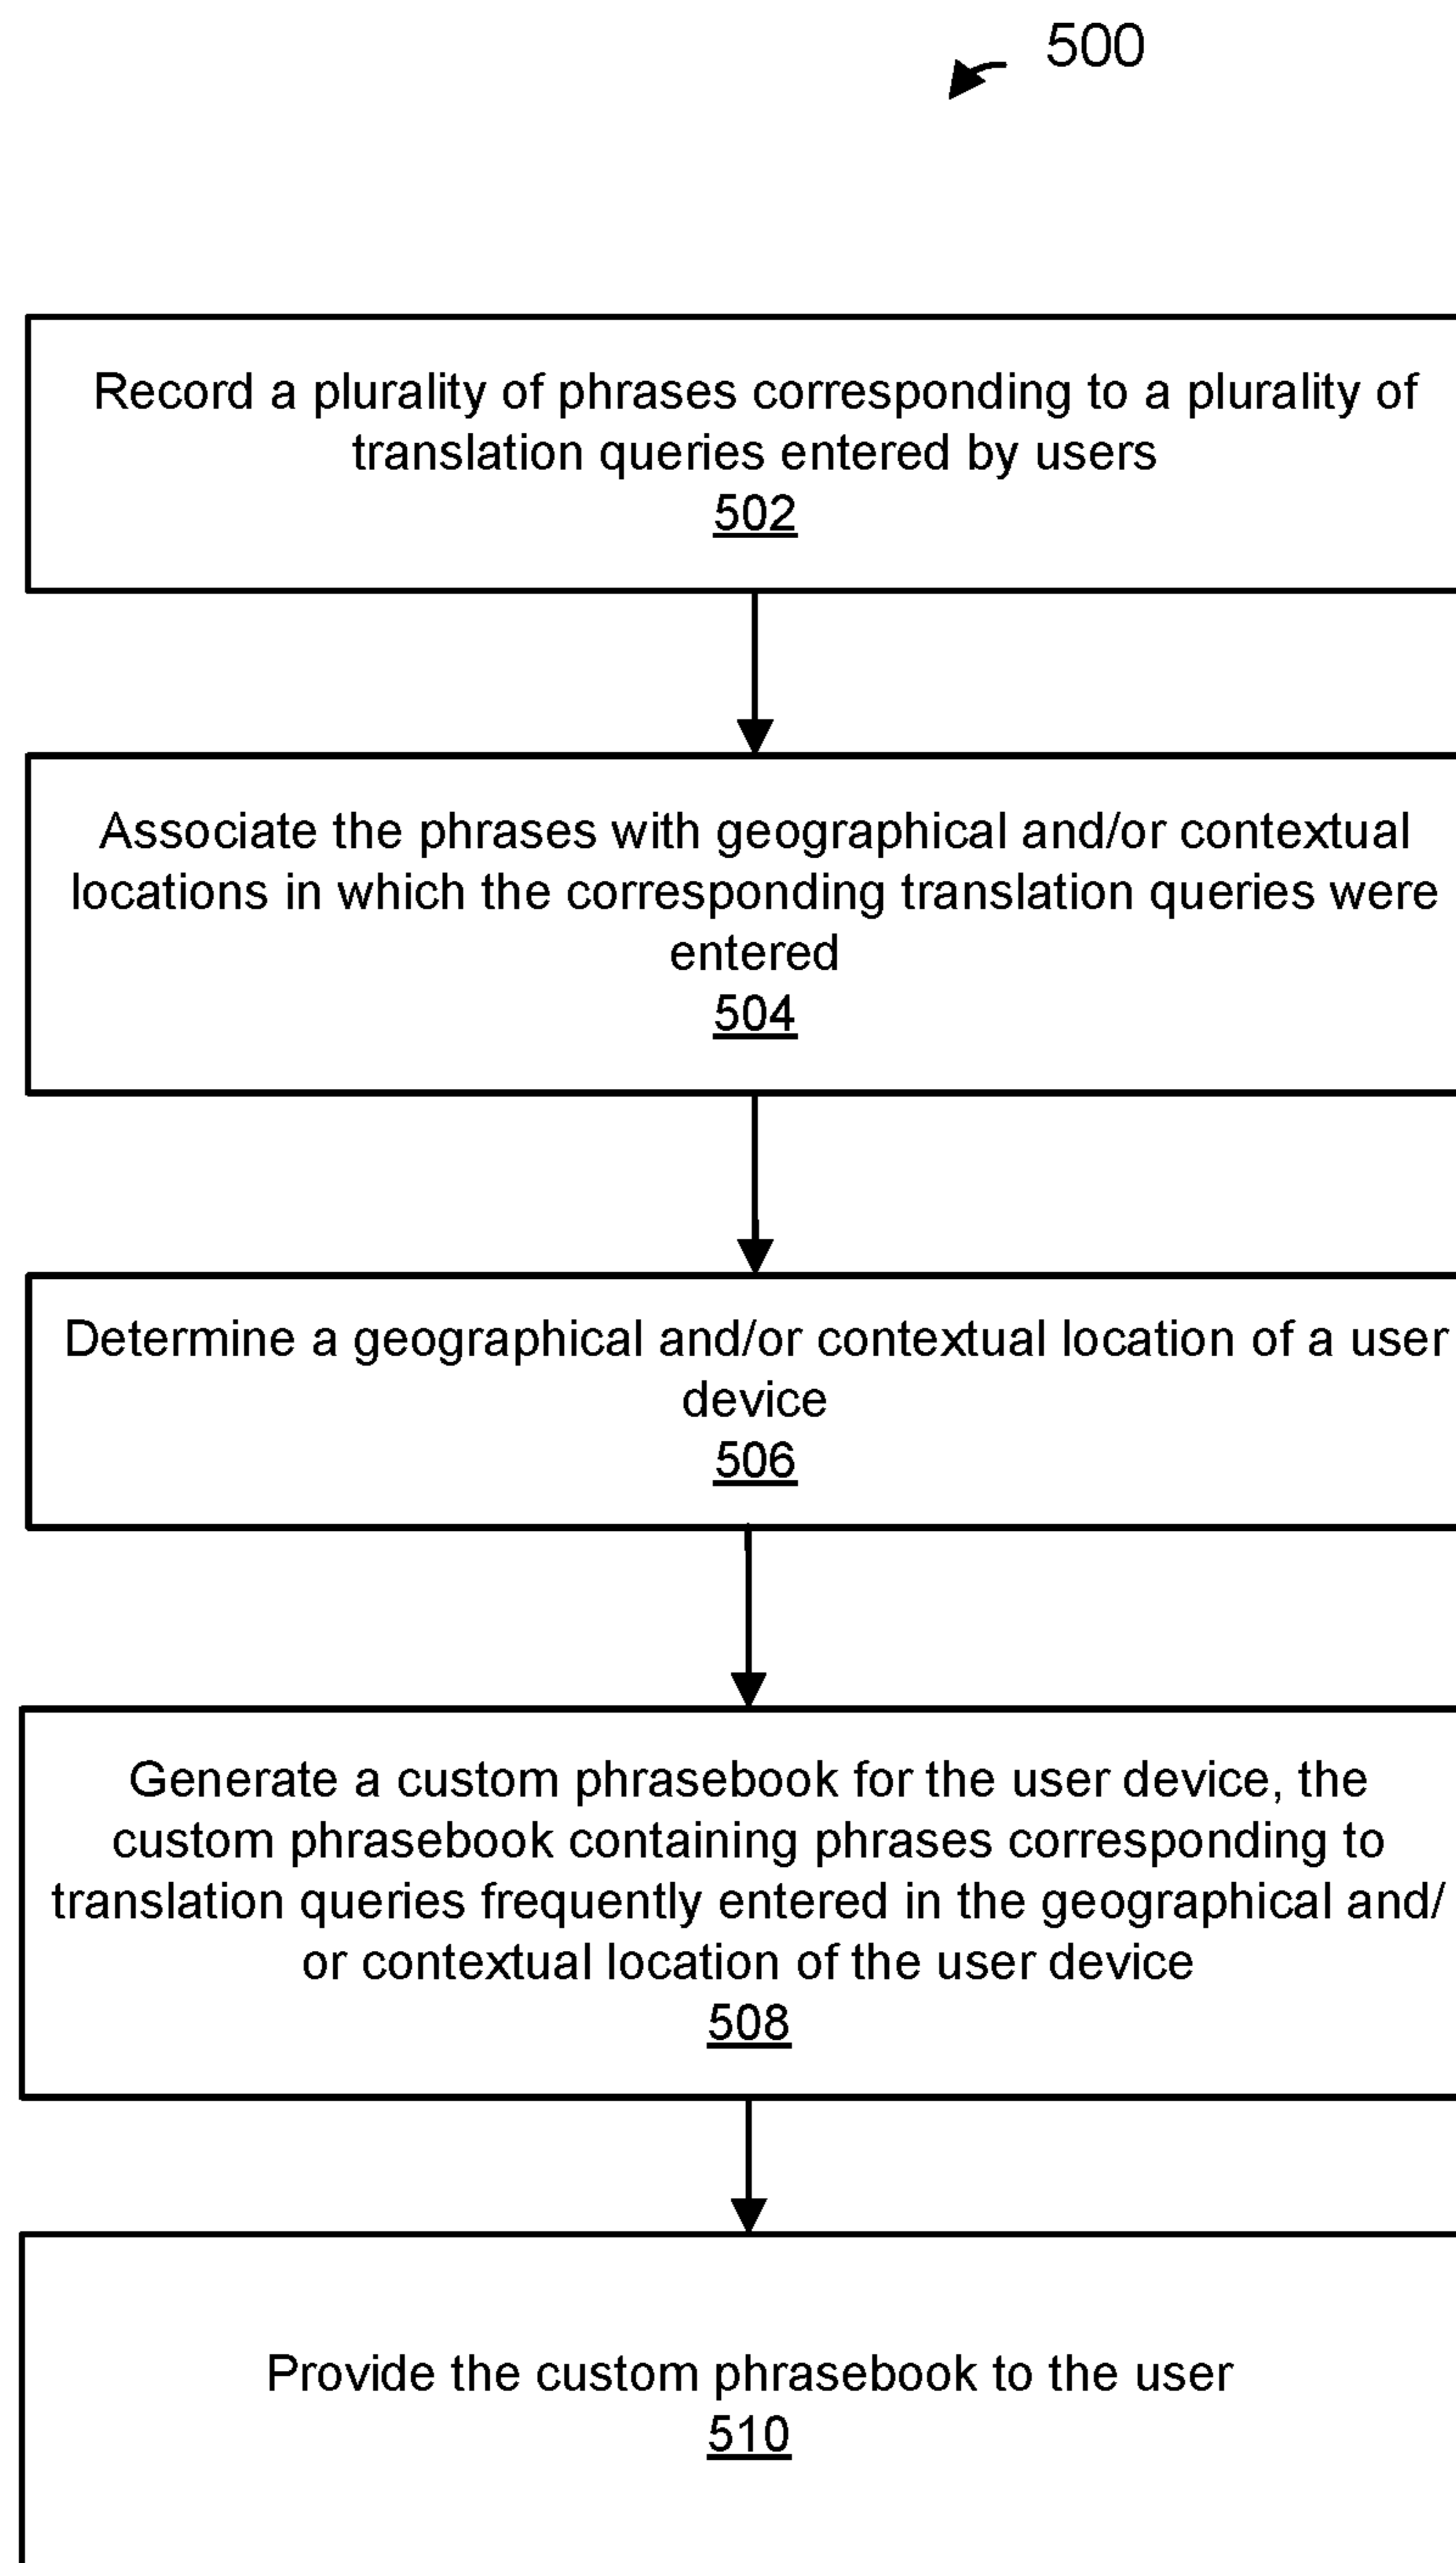 500
Record a plurality of phrases corresponding to a plurality of
translation queries entered by users
502
Associate the phrases with geographical and/or contextual
locations in which the corresponding translation queries were
entered
504
Determine a geographical and/or contextual location of a user
device
506
Generate a custom phrasebook for the user device, the
custom phrasebook containing phrases corresponding to
translation queries frequently entered in the geographical and/
or contextual location of the user device
508
Provide the custom phrasebook to the user
510